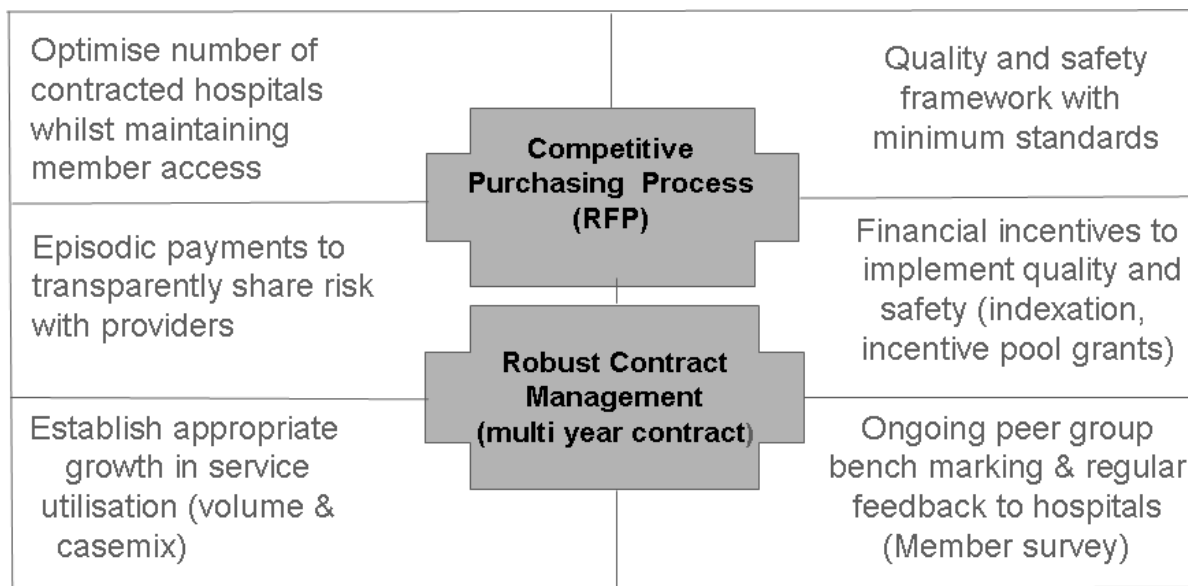 Optimise number of
contracted hospitals
whilst maintaining
member access
Quality and safety
framework with
minimum standards
Competitive
Purchasing Process
(RFP)
Episodic payments to
transparently share risk
with providers
Financial incentives to
implement quality and
safety (indexation,
incentive pool grants)
Robust Contract
Management
(multi year contract)
Establish appropriate
growth in service
utilisation (volume &
casemix)
Ongoing peer group
bench marking & regular
feedback to hospitals
(Member survey)